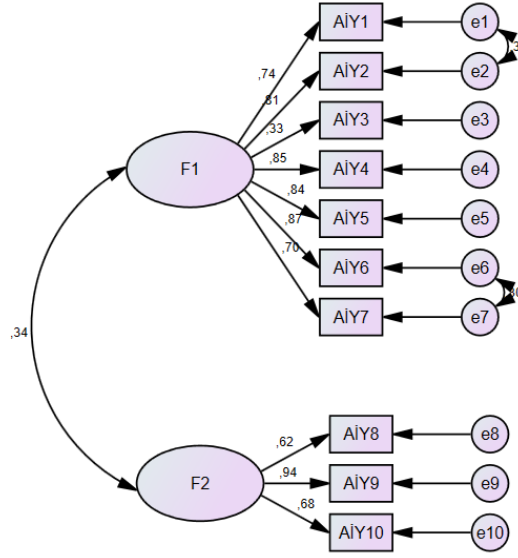 AİY1
e1
,74
AİY2
e2
,81
AİY3
e3
,33
F1
,85
AİY4
e4
,84
AİY5
e5
,87
AİY6
e6
,70
AİY7
e7
,34
,62
AİY8
e8
F2
,94
AİY9
e9
,68
AİY10
e10